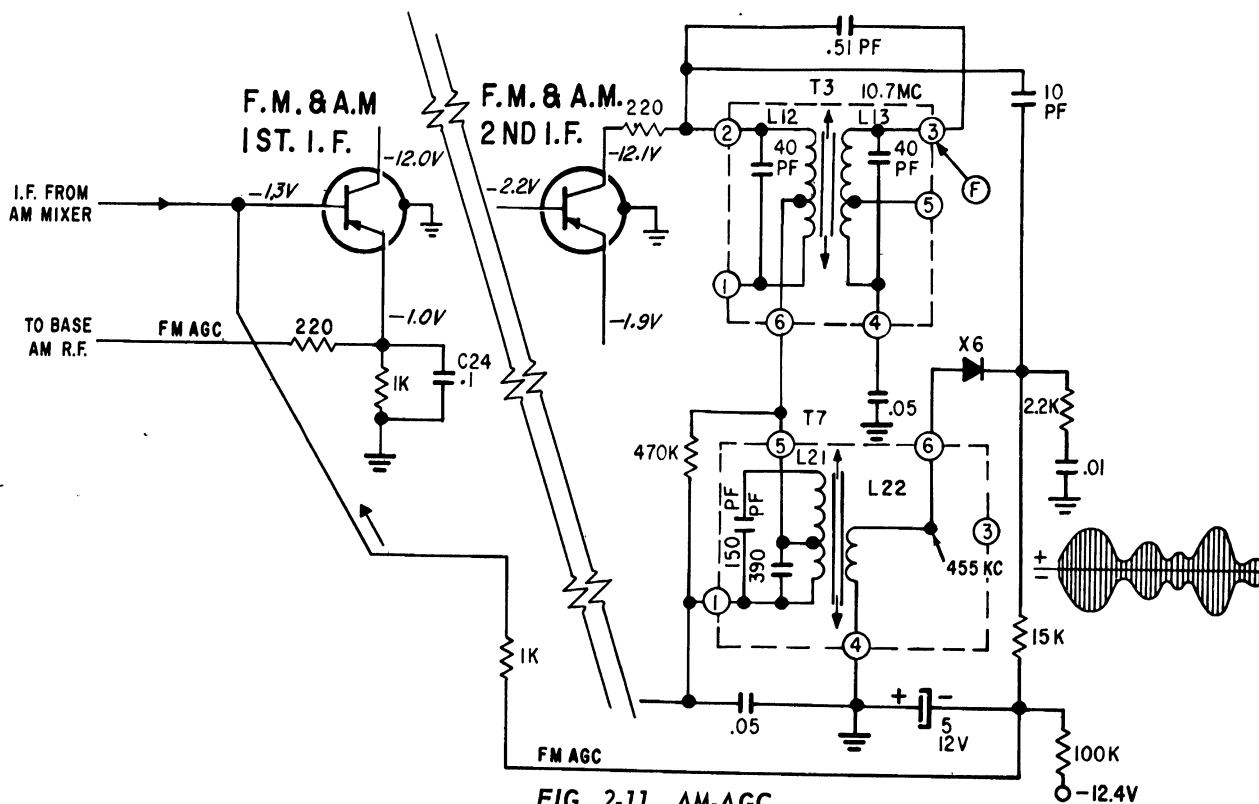 .51 PF
T3
10.7MC
10
PF
F.M. & A.M
1ST. I.F.
F.M. & A.M.
2ND I.F.
220
L12
L13
2
3
40
PF
40
PF
-12.0V
-12.1V
I.F. FROM
AM MIXER
-1,3V
-2.2V
F
5
1
6
4
-1.0V
-1.9V
TO BASE
AM R.F.
FM AGC
220
C24
.1
1K
X6
.05
2.2K
T7
470K
5
L21
6
.01
L22
150 PF
390 PF
3
455 KC
+
-
1
4
15K
1K
.05
+
-
5
12V
100K
FM AGC
-12.4V
FIG. 2-11 AM-AGC